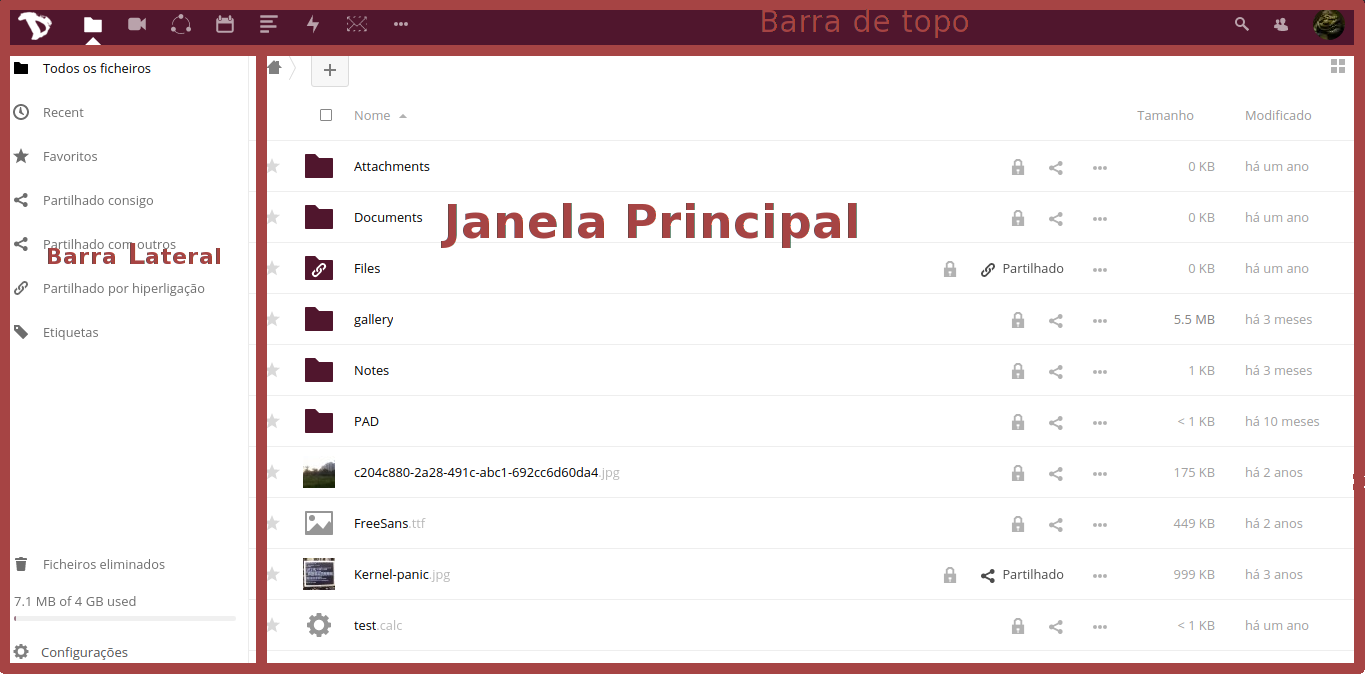 Barra de topo
Todos os ficheiros
Recent
Favoritos
Partilhado consigo
Partilhado com outros
Barra Lateral
Partilhado por hiperligação
Etiquetas
Ficheiros eliminados
7.1 MB of 4 GB used
Configurações
Nome Tamanho Modificado
Attachments 0 KB há um ano
Documents 0 KB há um ano
Janela Principal
Files Partilhado 0 KB há um ano
gallery 5.5 MB há 3 meses
Notes 1 KB há 3 meses
PAD < 1 KB há 10 meses
c204c880-2a28-491c-abc1-692cc6d60da4.jpg 175 KB há 2 anos
FreeSans.ttf 449 KB há 2 anos
Kernel-panic.jpg Partilhado 999 KB há 3 anos
test.calc < 1 KB há um ano